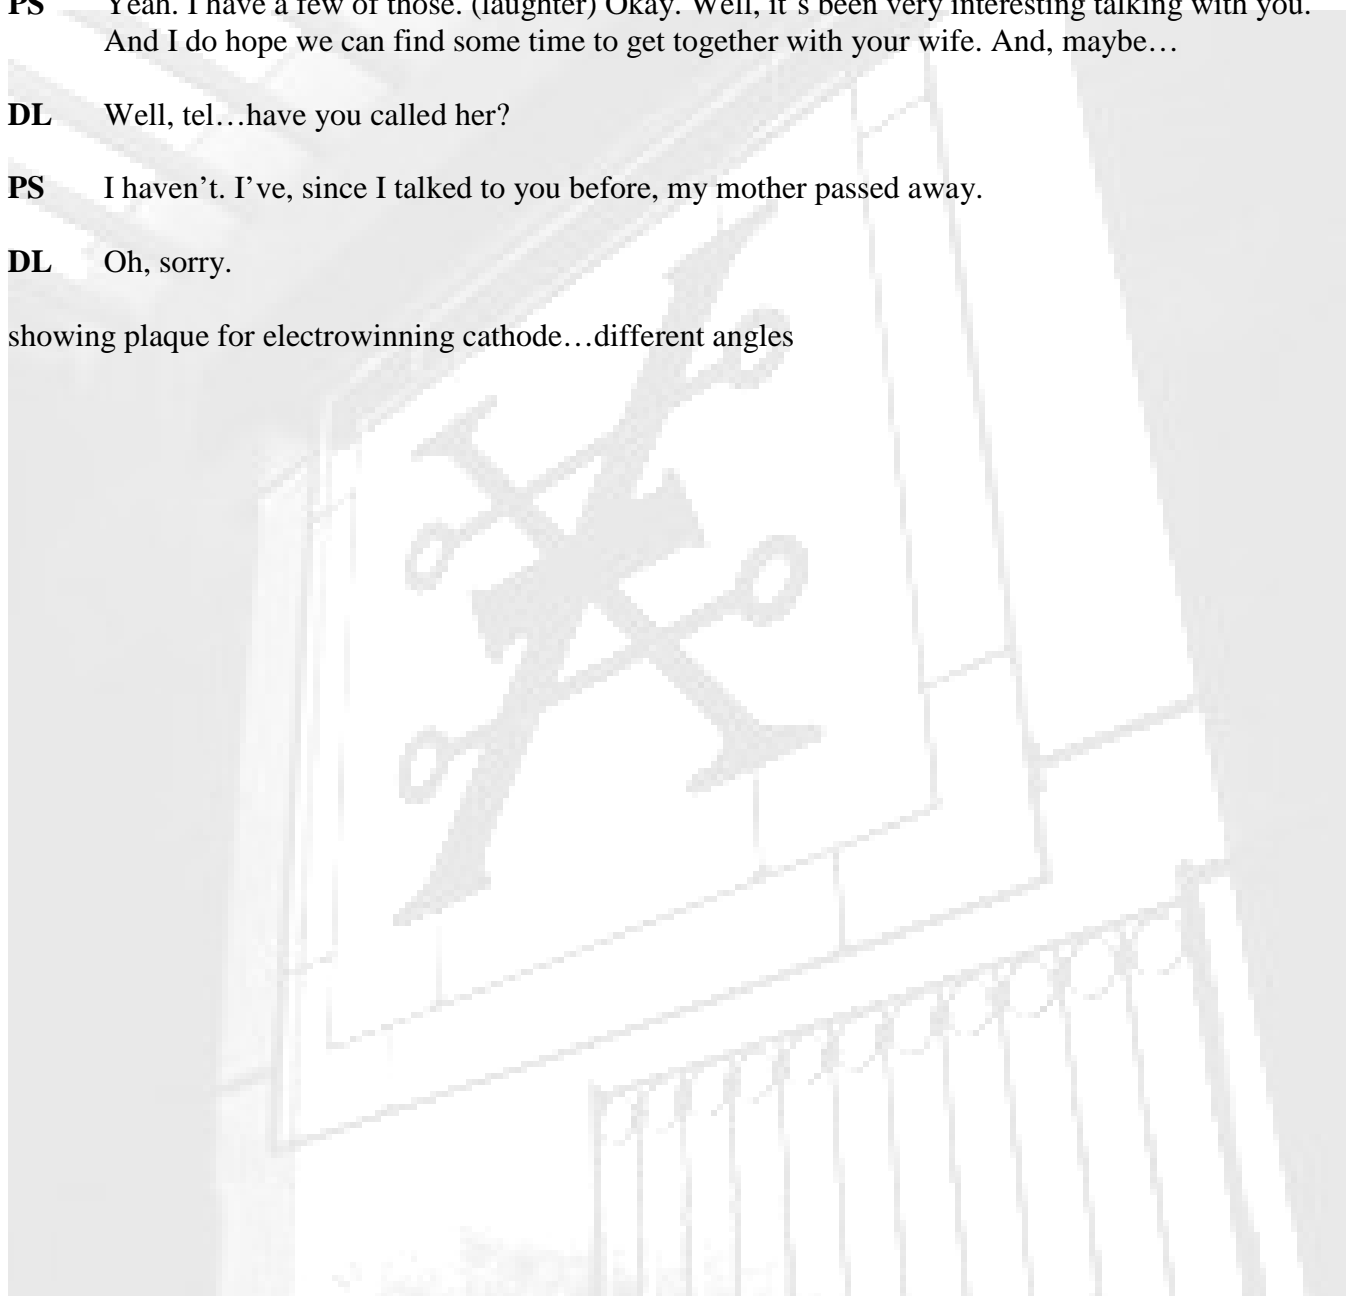 PS Yeah. I have a few of those. (laughter) Okay. Well, it's been very interesting talking with you.
And I do hope we can find some time to get together with your wife. And, maybe…
DL Well, tel…have you called her?
PS I haven't. I've, since I talked to you before, my mother passed away.
DL Oh, sorry.
showing plaque for electrowinning cathode…different angles